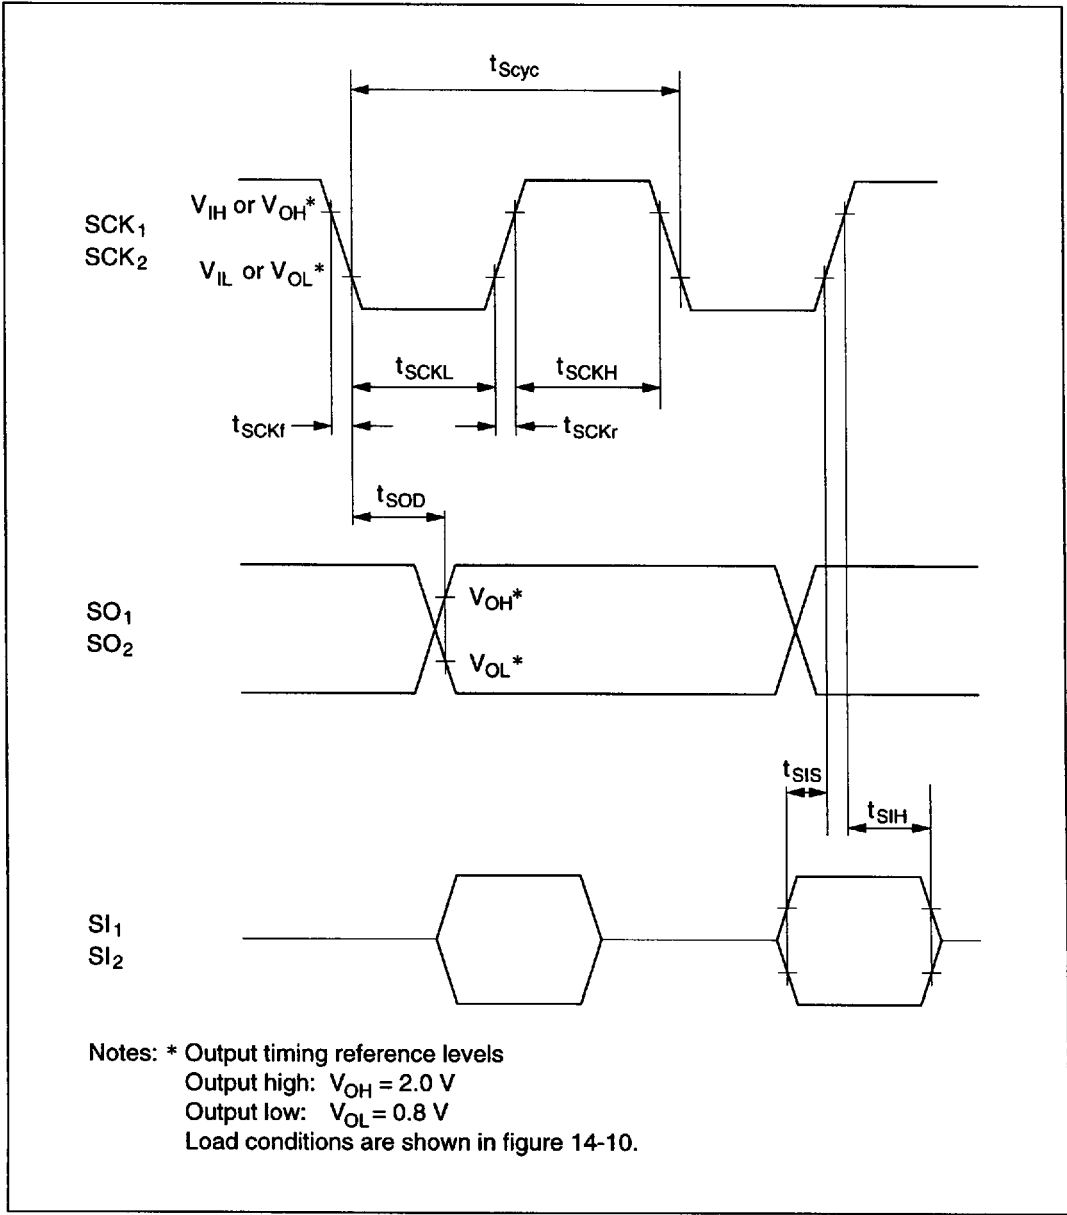 tScyc
SCK1
SCK2
VIH or VOH*
VIL or VOL*
tSCKL
tSCKH
tSCKf
tSCKr
tSOD
SO1
SO2
VOH*
VOL*
tSIS
tSIH
SI1
SI2
Notes: * Output timing reference levels
Output high: VOH = 2.0 V
Output low: VOL = 0.8 V
Load conditions are shown in figure 14-10.